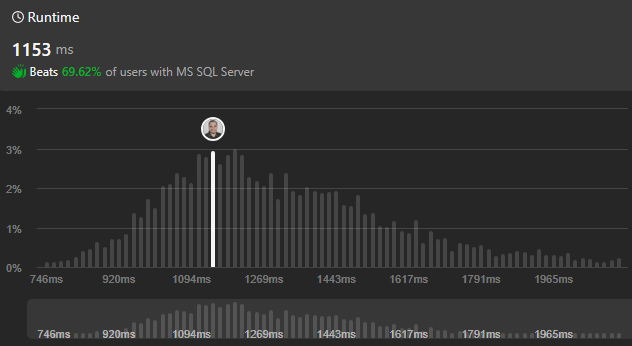 Runtime
1153 ms
Beats 69.62% of users with MS SQL Server
4%
3%
2%
1%
0%
746ms 920ms 1094ms 1269ms 1443ms 1617ms 1791ms 1965ms
746ms 920ms 1094ms 1269ms 1443ms 1617ms 1791ms 1965ms